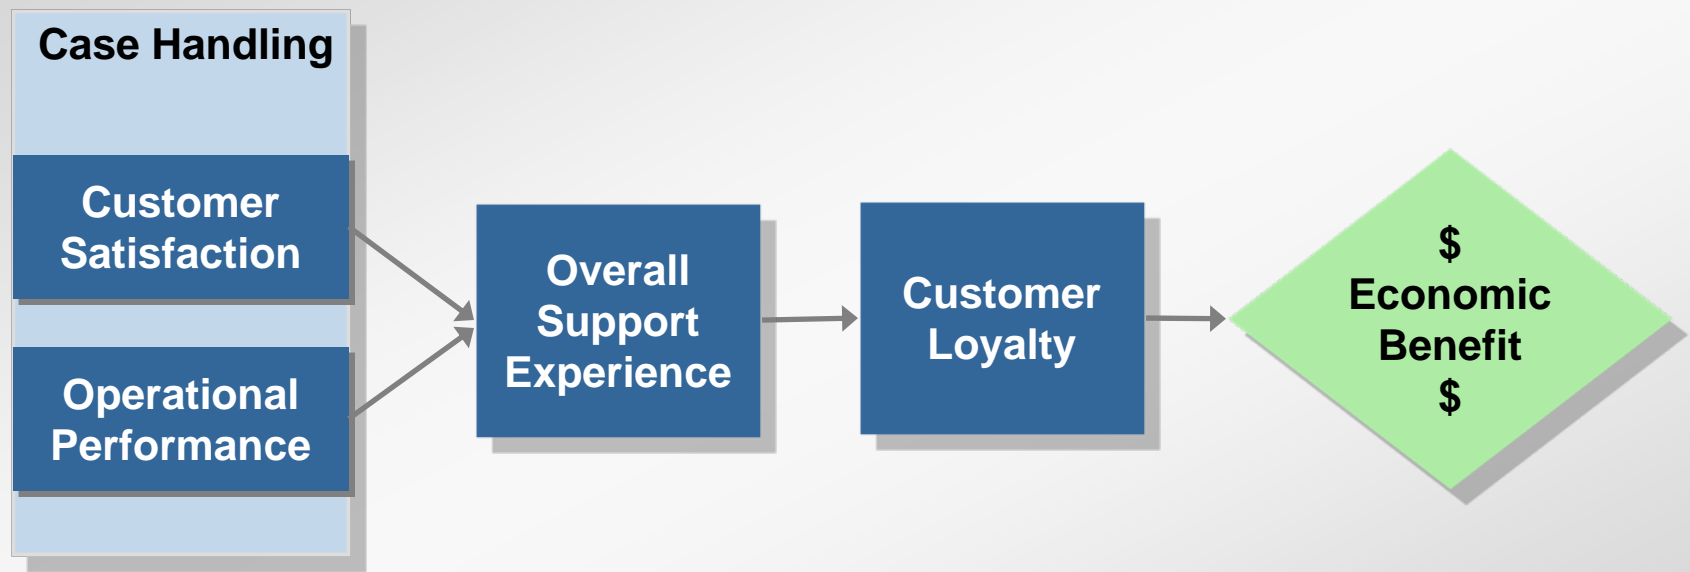 Case Handling
Customer
Satisfaction
Operational
Performance
Overall
Support
Experience
Customer
Loyalty
$
Economic
Benefit
$